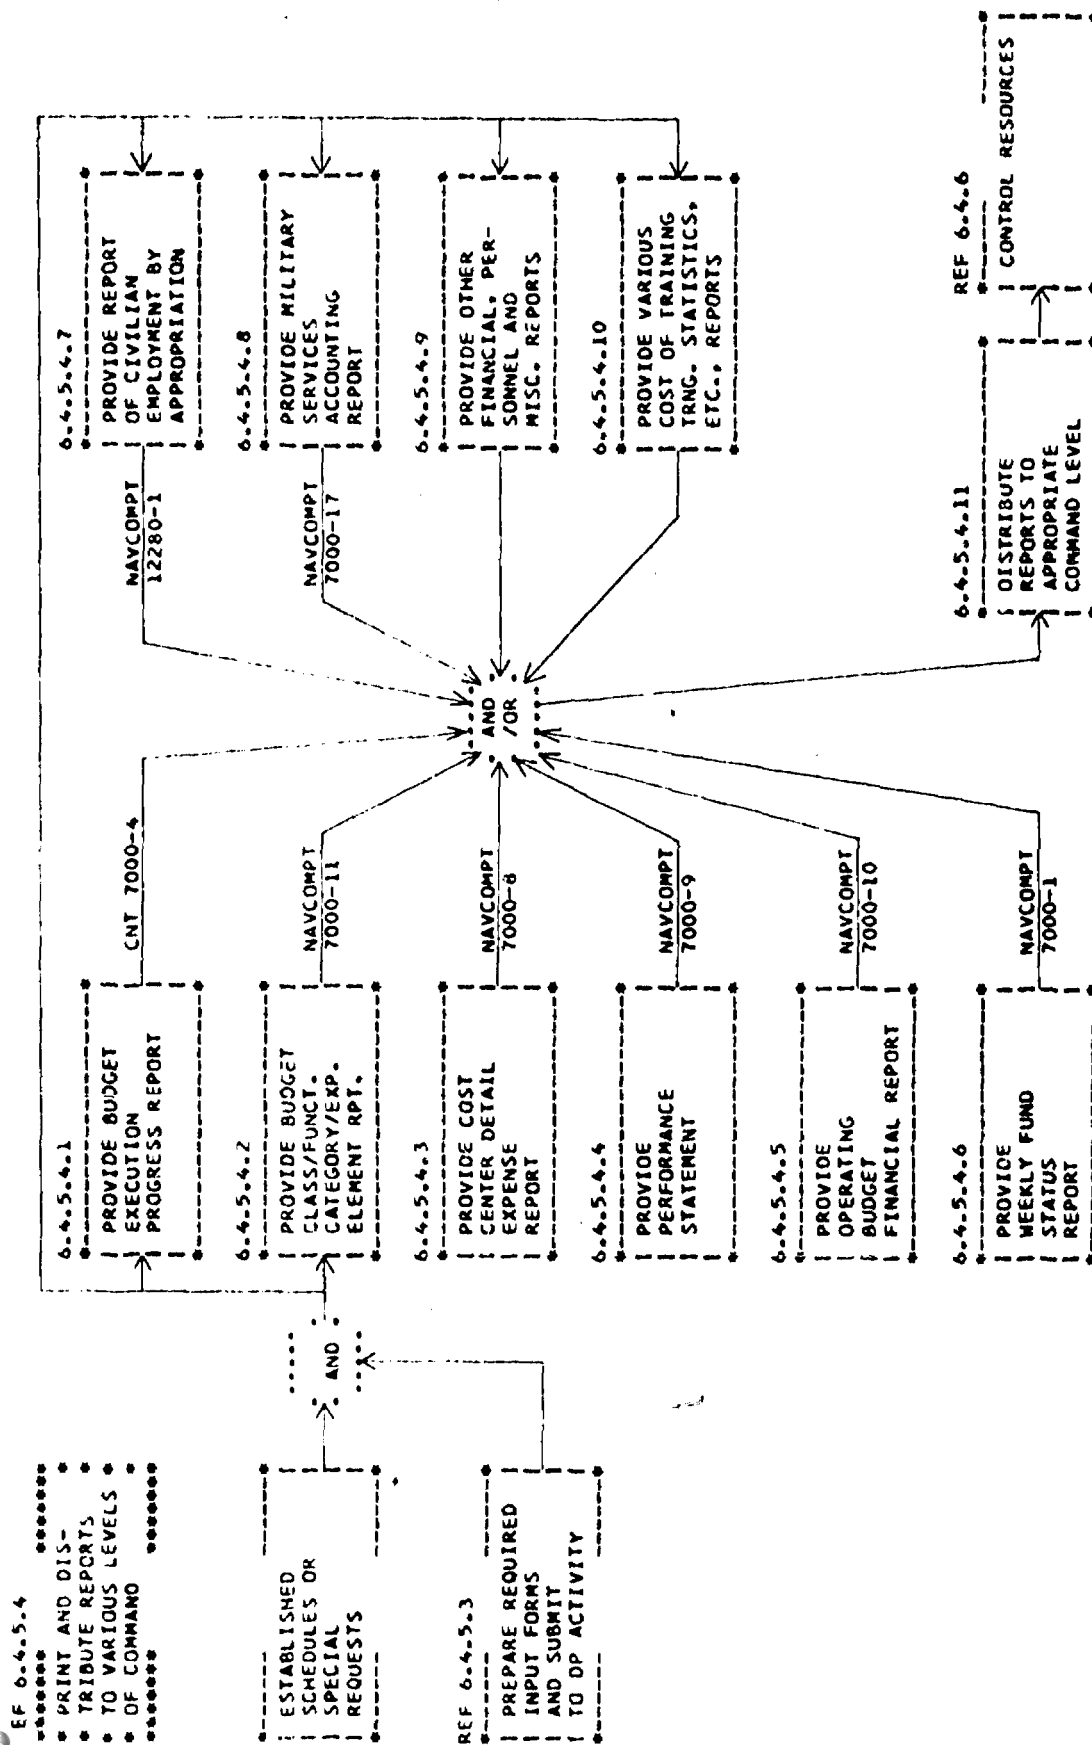 EF 6.4.5.4
PRINT AND DIS-
TRIBUTE REPORTS
TO VARIOUS LEVELS
OF COMMAND
ESTABLISHED
SCHEDULES OR
SPECIAL
REQUESTS
REF 6.4.5.3
PREPARE REQUIRED
INPUT FORMS
AND SUBMIT
TO DP ACTIVITY
AND
6.4.5.4.1
PROVIDE BUDGET
EXECUTION
PROGRESS REPORT
CNT 7000-4
6.4.5.4.2
PROVIDE BUDGET
CLASS/FUNCT.
CATEGORY/EXP.
ELEMENT RPT.
NAVCOMPT
7000-11
6.4.5.4.3
PROVIDE COST
CENTER DETAIL
EXPENSE
REPORT
NAVCOMPT
7000-8
6.4.5.4.4
PROVIDE
PERFORMANCE
STATEMENT
NAVCOMPT
7000-9
6.4.5.4.5
PROVIDE
OPERATING
BUDGET
FINANCIAL REPORT
NAVCOMPT
7000-10
6.4.5.4.6
PROVIDE
WEEKLY FUND
STATUS
REPORT
NAVCOMPT
7000-1
AND
/OR
6.4.5.4.7
PROVIDE REPORT
OF CIVILIAN
EMPLOYMENT BY
APPROPRIATION
NAVCOMPT
12280-1
6.4.5.4.8
PROVIDE MILITARY
SERVICES
ACCOUNTING
REPORT
NAVCOMPT
7000-17
6.4.5.4.9
PROVIDE OTHER
FINANCIAL, PER-
SONNEL AND
MISC. REPORTS
6.4.5.4.10
PROVIDE VARIOUS
COST OF TRAINING
TRNG. STATISTICS,
ETC., REPORTS
6.4.5.4.11
DISTRIBUTE
REPORTS TO
APPROPRIATE
COMMAND LEVEL
REF 6.4.6
CONTROL RESOURCES